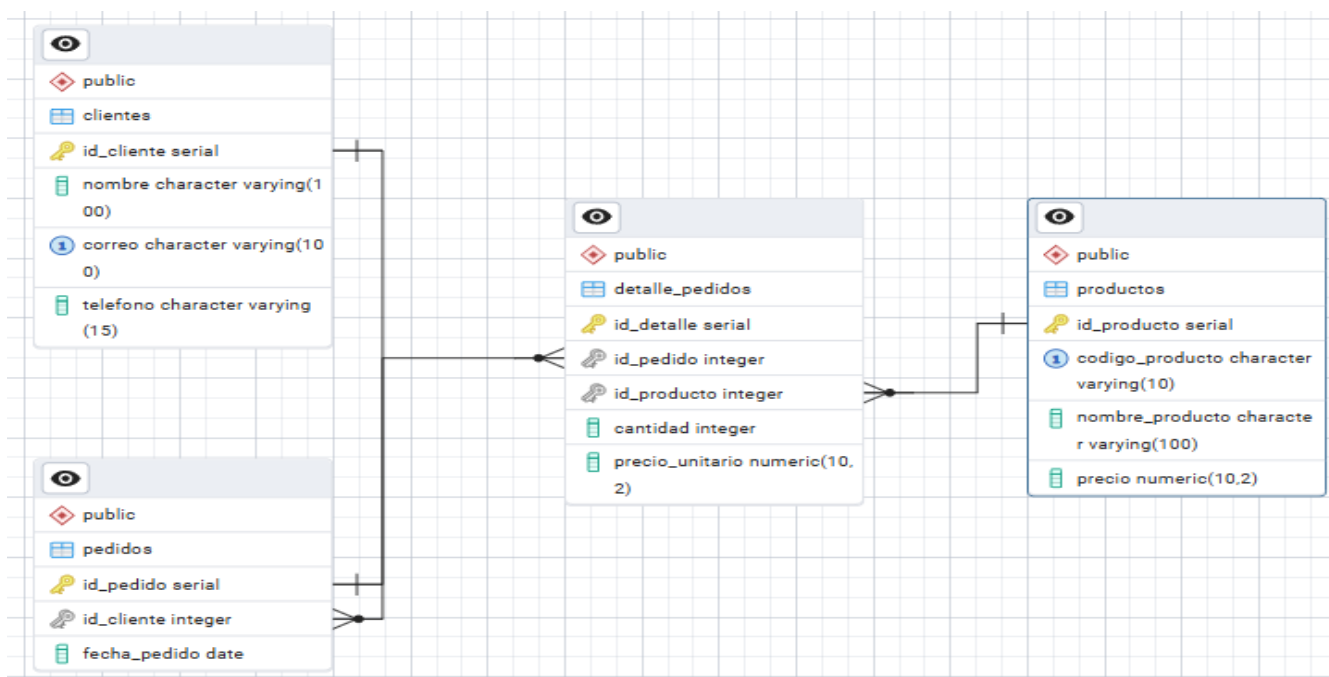 public
clientes
id_cliente serial
nombre character varying(1
00)
correo character varying(10
0)
telefono character varying
(15)
public
pedidos
id_pedido serial
id_cliente integer
fecha_pedido date
public
detalle_pedidos
id_detalle serial
id_pedido integer
id_producto integer
cantidad integer
precio_unitario numeric(10,
2)
public
productos
id_producto serial
codigo_producto character
varying(10)
nombre_producto characte
r varying(100)
precio numeric(10,2)